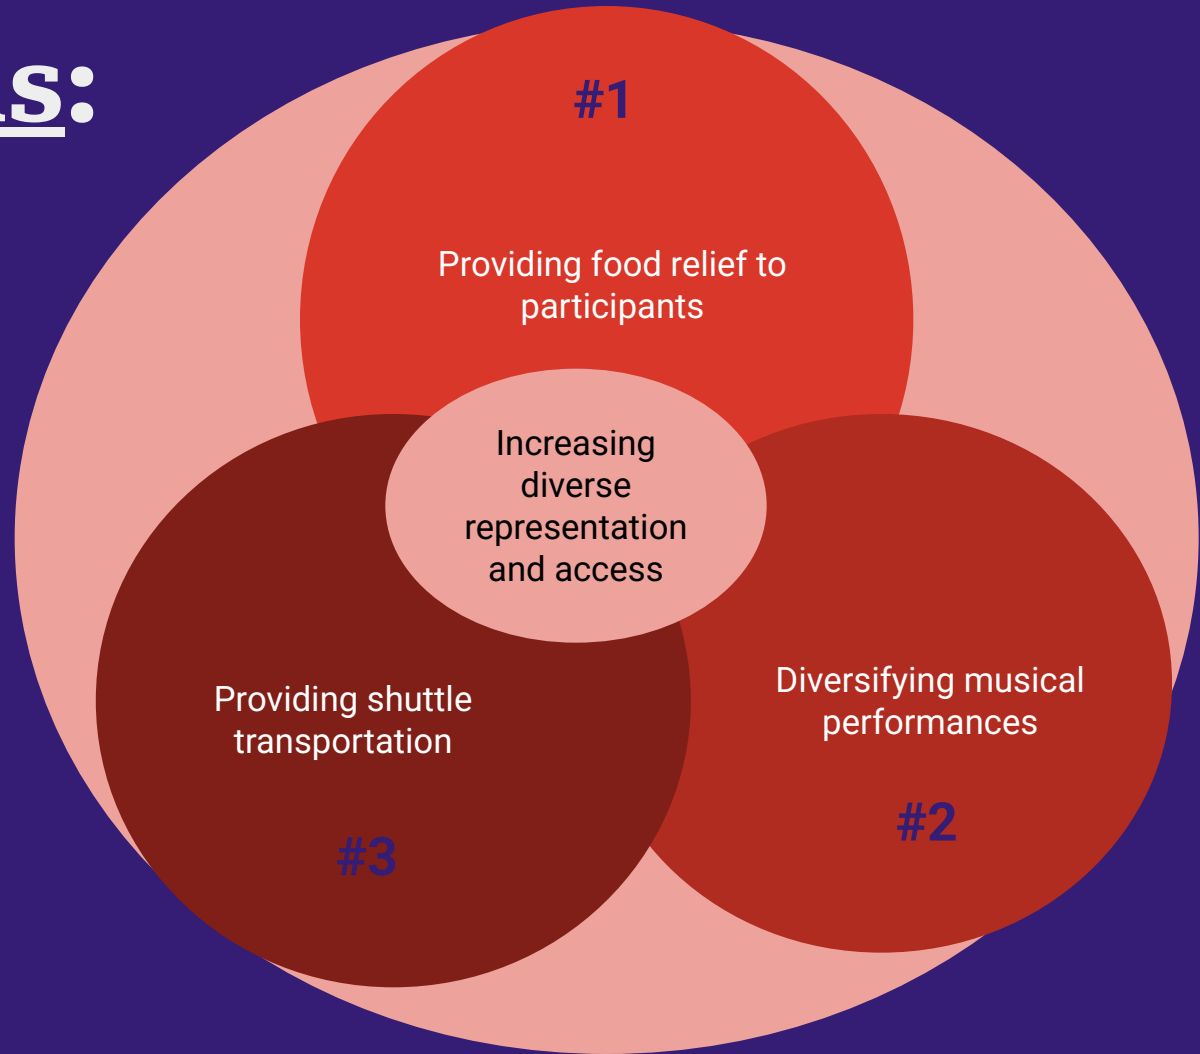 #1
Providing food relief to
participants
Increasing
diverse
representation
and access
Providing shuttle
transportation
#3
Diversifying musical
performances
#2